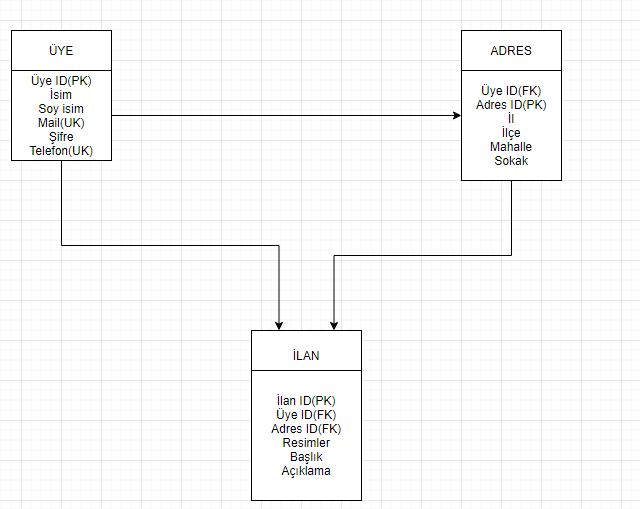 ÜYE
Üye ID(PK)
İsim
Soy isim
Mail(UK)
Şifre
Telefon(UK)
ADRES
Üye ID(FK)
Adres ID(PK)
İl
İlçe
Mahalle
Sokak
İLAN
İlan ID(PK)
Üye ID(FK)
Adres ID(FK)
Resimler
Başlık
Açıklama